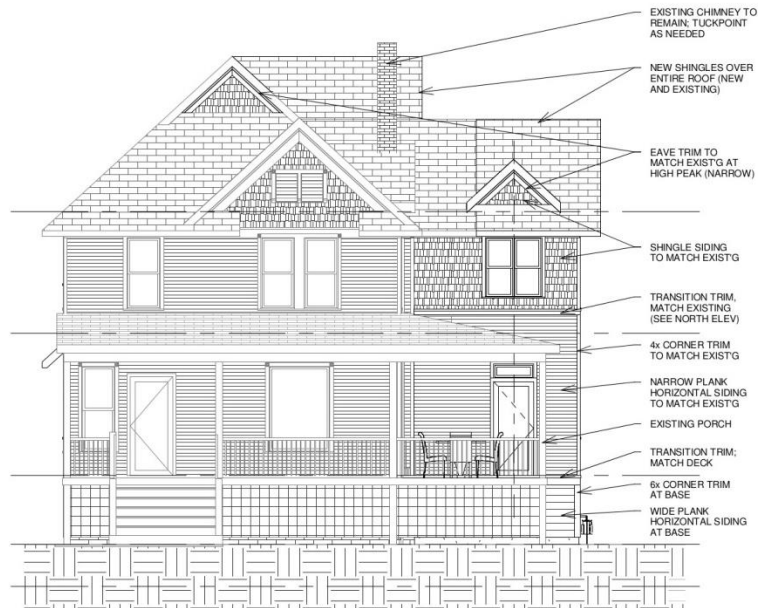 EXISTING CHIMNEY TO
REMAIN; TUCKPOINT
AS NEEDED
NEW SHINGLES OVER
ENTIRE ROOF (NEW
AND EXISTING)
EAVE TRIM TO
MATCH EXIST'G AT
HIGH PEAK (NARROW)
SHINGLE SIDING
TO MATCH EXIST'G
TRANSITION TRIM,
MATCH EXISTING
(SEE NORTH ELEV)
4x CORNER TRIM
TO MATCH EXIST'G
NARROW PLANK
HORIZONTAL SIDING
TO MATCH EXIST'G
EXISTING PORCH
TRANSITION TRIM;
MATCH DECK
6x CORNER TRIM
AT BASE
WIDE PLANK
HORIZONTAL SIDING
AT BASE